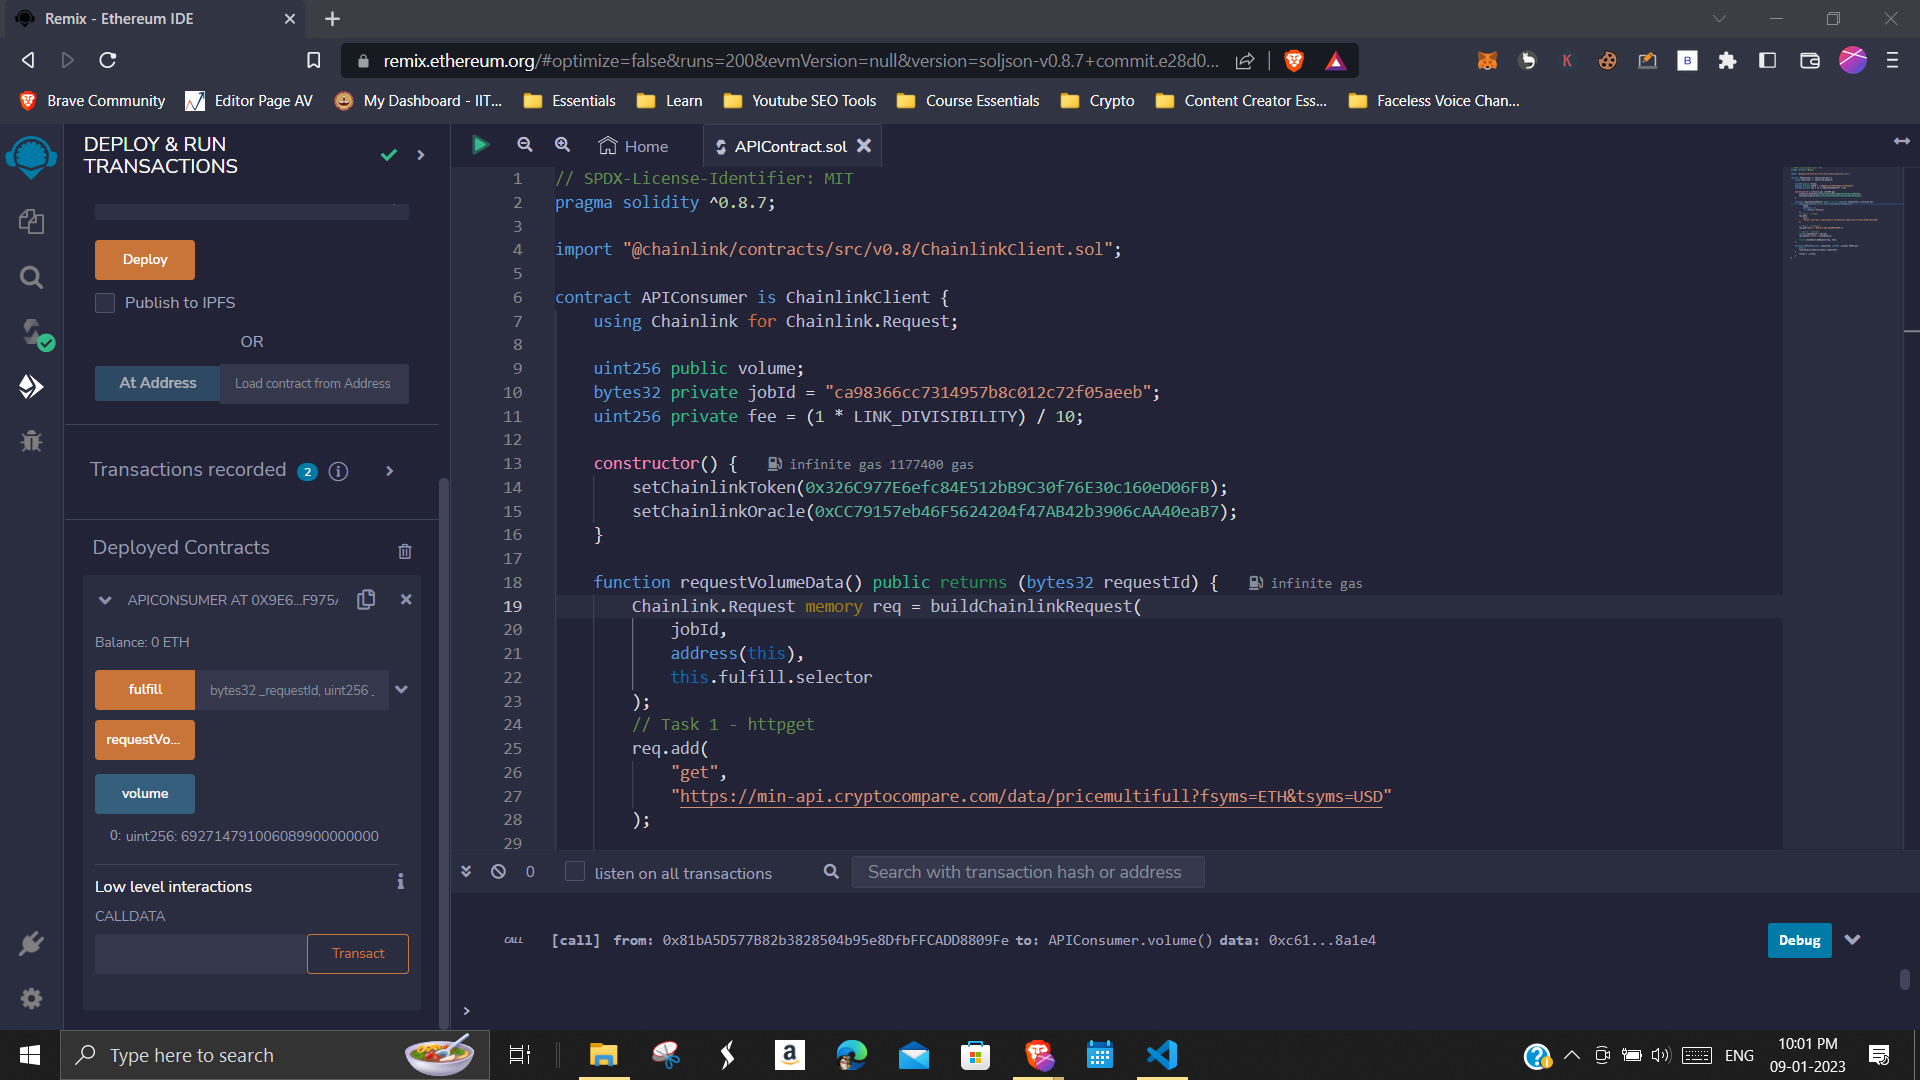 Remix - Ethereum IDE
remix.ethereum.org/#optimize=false&runs=200&evmVersion=null&version=soljson-v0.8.7+commit.e28d0...
Brave Community
Editor Page AV
My Dashboard - IIT...
Essentials
Learn
Youtube SEO Tools
Course Essentials
Crypto
Content Creator Ess...
Faceless Voice Chan...
DEPLOY & RUN
TRANSACTIONS
Deploy
Publish to IPFS
OR
At Address
Load contract from Address
Transactions recorded 2
Deployed Contracts
APICONSUMER AT 0X9E6...F975A
Balance: 0 ETH
fulfill
bytes32 _requestId, uint256 _
requestVo...
volume
0: uint256: 692714791006089900000000
Low level interactions
CALLDATA
Transact
Home
APIContract.sol
1 // SPDX-License-Identifier: MIT
2 pragma solidity ^0.8.7;
3
4 import "@chainlink/contracts/src/v0.8/ChainlinkClient.sol";
5
6 contract APIConsumer is ChainlinkClient {
7 using Chainlink for Chainlink.Request;
8
9 uint256 public volume;
10 bytes32 private jobId = "ca98366cc7314957b8c012c72f05aeeb";
11 uint256 private fee = (1 * LINK_DIVISIBILITY) / 10;
12
13 constructor() { infinite gas 1177400 gas
14 setChainlinkToken(0x326C977E6efc84E512bB9C30f76E30c160eD06FB);
15 setChainlinkOracle(0xCC79157eb46F5624204f47AB42b3906cAA40eaB7);
16 }
17
18 function requestVolumeData() public returns (bytes32 requestId) { infinite gas
19 Chainlink.Request memory req = buildChainlinkRequest(
20 jobId,
21 address(this),
22 this.fulfill.selector
23 );
24 // Task 1 - httpget
25 req.add(
26 "get",
27 "https://min-api.cryptocompare.com/data/pricemultifull?fsyms=ETH&tsyms=USD"
28 );
29
0
listen on all transactions
Search with transaction hash or address
CALL [call] from: 0x81bA5D577B82b3828504b95e8DfbFFCADD8809Fe to: APIConsumer.volume() data: 0xc61...8a1e4
Debug
>
Type here to search
ENG
10:01 PM
09-01-2023